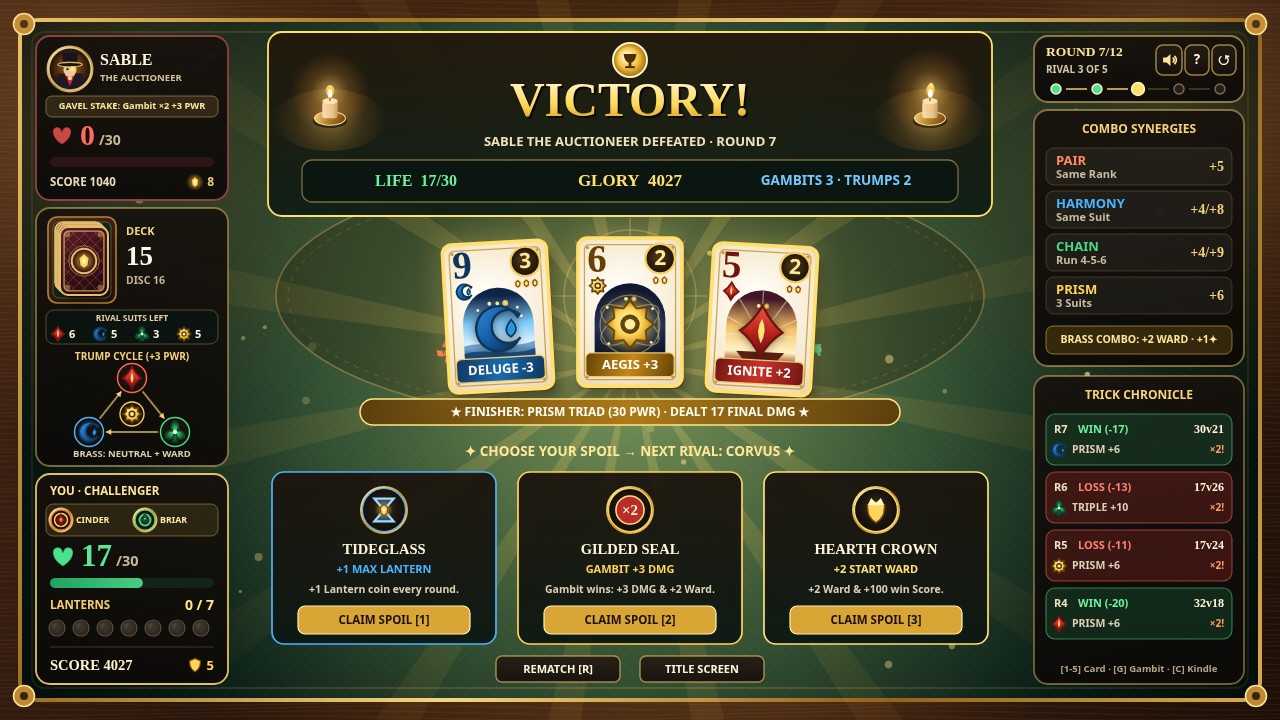 SABLE
THE AUCTIONEER
GAVEL STAKE: Gambit ×2 +3 PWR
0 /30
SCORE 1040
8
DECK
15
DISC 16
RIVAL SUITS LEFT
6 5 3 5
TRUMP CYCLE (+3 PWR)
BRASS: NEUTRAL + WARD
YOU · CHALLENGER
CINDER BRIAR
17 /30
LANTERNS 0 / 7
SCORE 4027 5
VICTORY!
SABLE THE AUCTIONEER DEFEATED · ROUND 7
LIFE 17/30 GLORY 4027 GAMBITS 3 · TRUMPS 2
9 3
DELUGE -3
6 2
AEGIS +3
5 2
IGNITE +2
★ FINISHER: PRISM TRIAD (30 PWR) · DEALT 17 FINAL DMG ★
✦ CHOOSE YOUR SPOIL → NEXT RIVAL: CORVUS ✦
TIDEGLASS
+1 MAX LANTERN
+1 Lantern coin every round.
CLAIM SPOIL [1]
×2
GILDED SEAL
GAMBIT +3 DMG
Gambit wins: +3 DMG & +2 Ward.
CLAIM SPOIL [2]
HEARTH CROWN
+2 START WARD
+2 Ward & +100 win Score.
CLAIM SPOIL [3]
REMATCH [R] TITLE SCREEN
ROUND 7/12
RIVAL 3 OF 5
?
↺
COMBO SYNERGIES
PAIR
Same Rank
+5
HARMONY
Same Suit
+4/+8
CHAIN
Run 4-5-6
+4/+9
PRISM
3 Suits
+6
BRASS COMBO: +2 WARD · +1✦
TRICK CHRONICLE
R7 WIN (-17) 30v21
PRISM +6 ×2!
R6 LOSS (-13) 17v26
TRIPLE +10 ×2!
R5 LOSS (-11) 17v24
PRISM +6 ×2!
R4 WIN (-20) 32v18
PRISM +6 ×2!
[1-5] Card · [G] Gambit · [C] Kindle